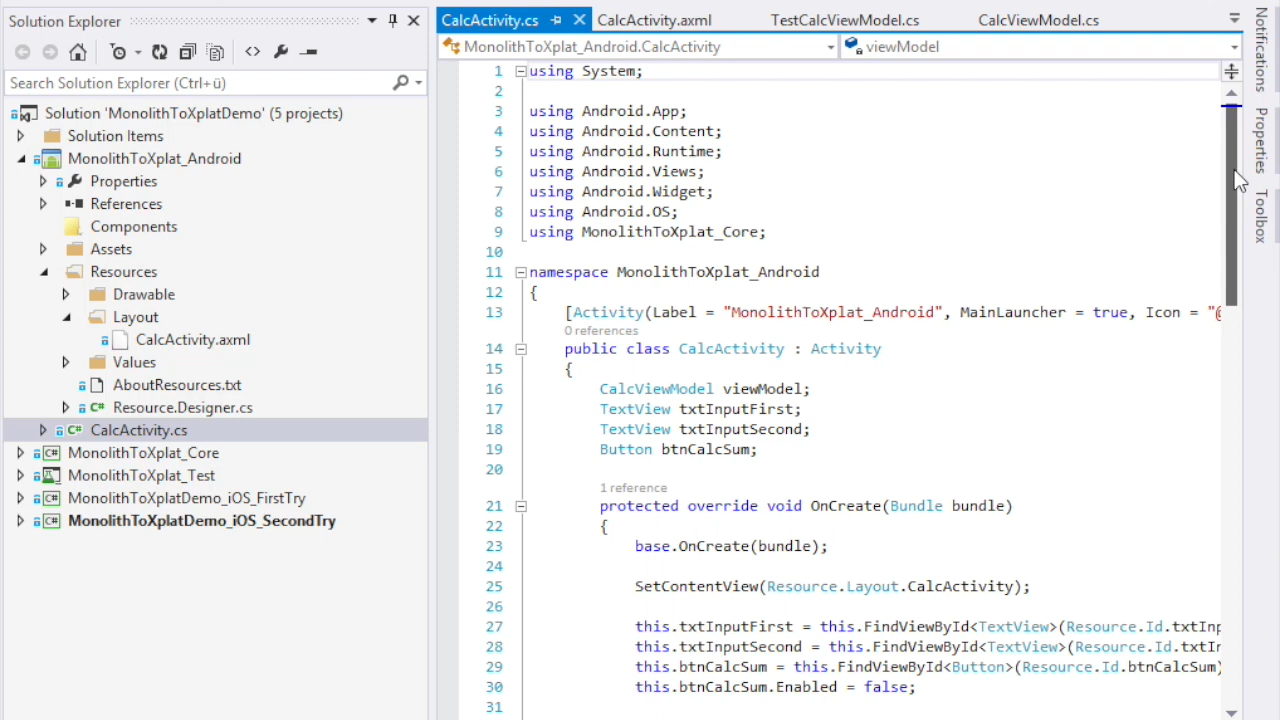 Solution Explorer
Search Solution Explorer (Ctrl+ü)
Solution 'MonolithToXplatDemo' (5 projects)
Solution Items
MonolithToXplat_Android
Properties
References
Components
Assets
Resources
Drawable
Layout
CalcActivity.axml
Values
AboutResources.txt
C# Resource.Designer.cs
C# CalcActivity.cs
C# MonolithToXplat_Core
MonolithToXplat_Test
C# MonolithToXplatDemo_iOS_FirstTry
C# MonolithToXplatDemo_iOS_SecondTry
CalcActivity.cs CalcActivity.axml TestCalcViewModel.cs CalcViewModel.cs
MonolithToXplat_Android.CalcActivity viewModel
1 using System;
2
3 using Android.App;
4 using Android.Content;
5 using Android.Runtime;
6 using Android.Views;
7 using Android.Widget;
8 using Android.OS;
9 using MonolithToXplat_Core;
10
11 namespace MonolithToXplat_Android
12 {
13 [Activity(Label = "MonolithToXplat_Android", MainLauncher = true, Icon = "@
0 references
14 public class CalcActivity : Activity
15 {
16 CalcViewModel viewModel;
17 TextView txtInputFirst;
18 TextView txtInputSecond;
19 Button btnCalcSum;
20
1 reference
21 protected override void OnCreate(Bundle bundle)
22 {
23 base.OnCreate(bundle);
24
25 SetContentView(Resource.Layout.CalcActivity);
26
27 this.txtInputFirst = this.FindViewById<TextView>(Resource.Id.txtInp
28 this.txtInputSecond = this.FindViewById<TextView>(Resource.Id.txtIr
29 this.btnCalcSum = this.FindViewById<Button>(Resource.Id.btnCalcSum)
30 this.btnCalcSum.Enabled = false;
31
Notifications
Properties
Toolbox